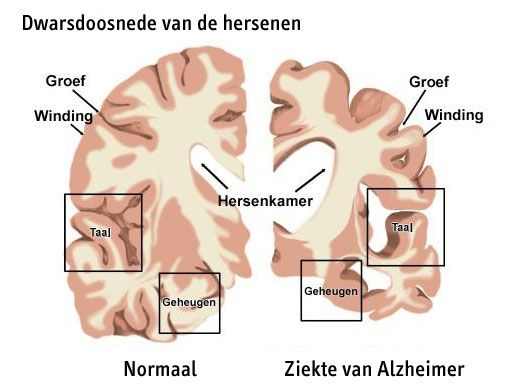 Dwarsdoosnede van de hersenen
Groef
Winding
Groef
Winding
Hersenkamer
Taal
Taal
Geheugen
Geheugen
Normaal
Ziekte van Alzheimer